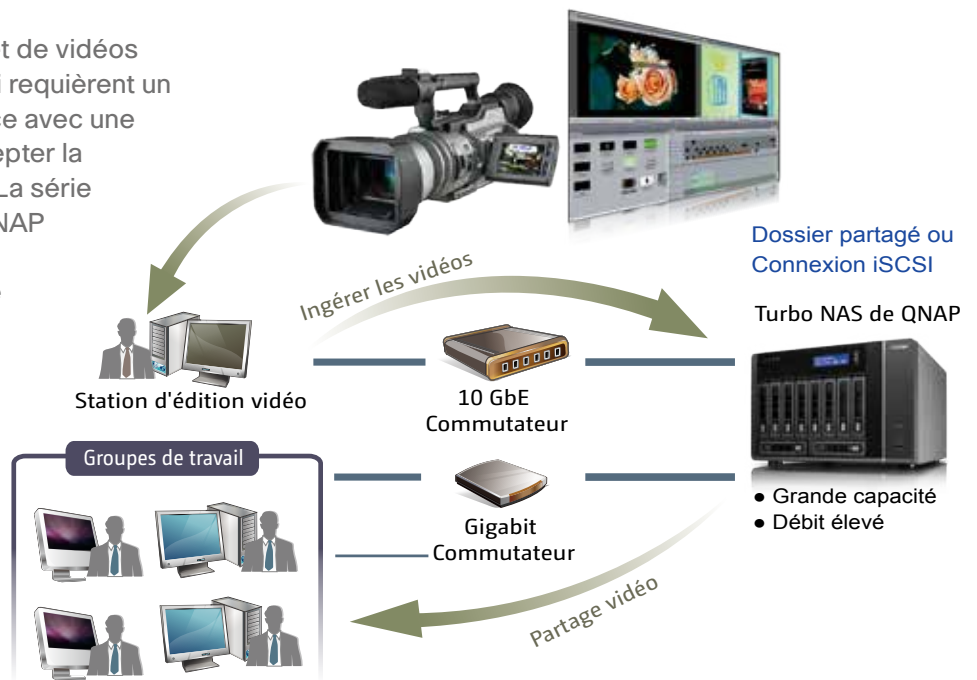 t de vidéos
i requièrent un
ce avec une
epter la
La série
NAP
Dossier partagé ou
Connexion iSCSI
Ingérer les vidéos
Turbo NAS de QNAP
Station d'édition vidéo
10 GbE
Commutateur
Groupes de travail
● Grande capacité
● Débit élevé
Gigabit
Commutateur
Partage vidéo